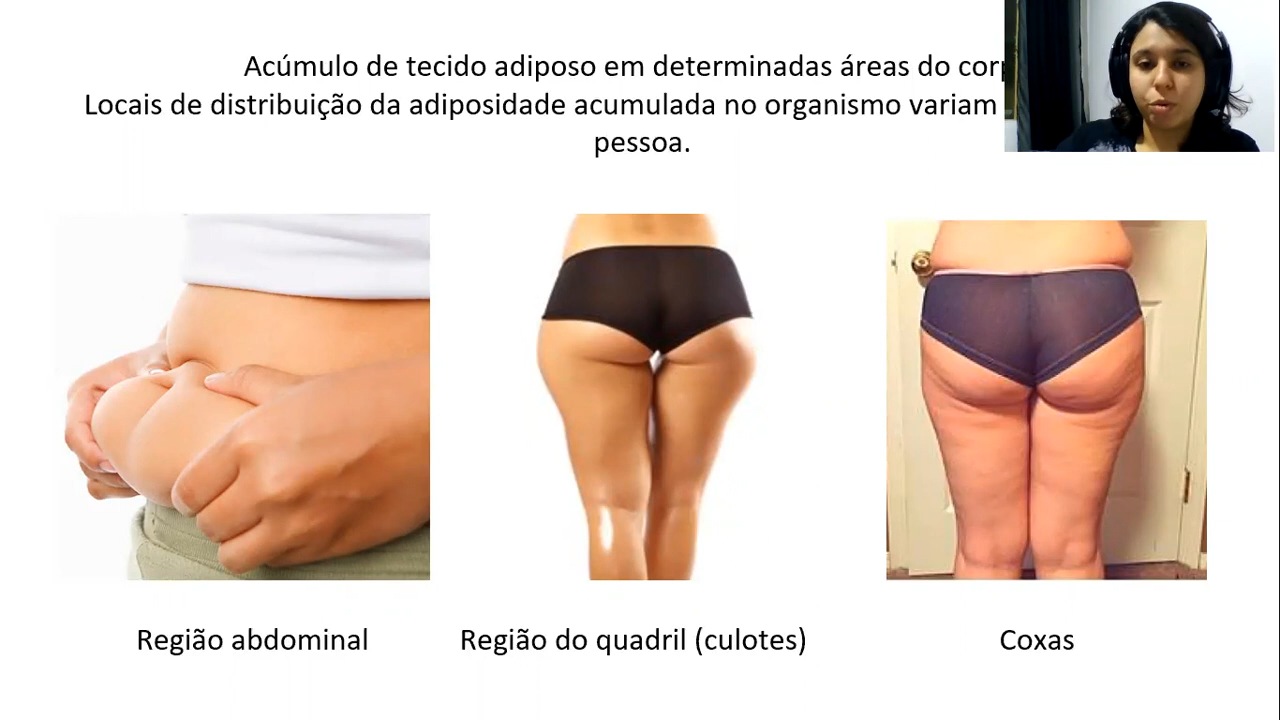 Acúmulo de tecido adiposo em determinadas áreas do
Locais de distribuição da adiposidade acumulada no organismo variam
pessoa.
Região abdominal
Região do quadril (culotes)
Coxas